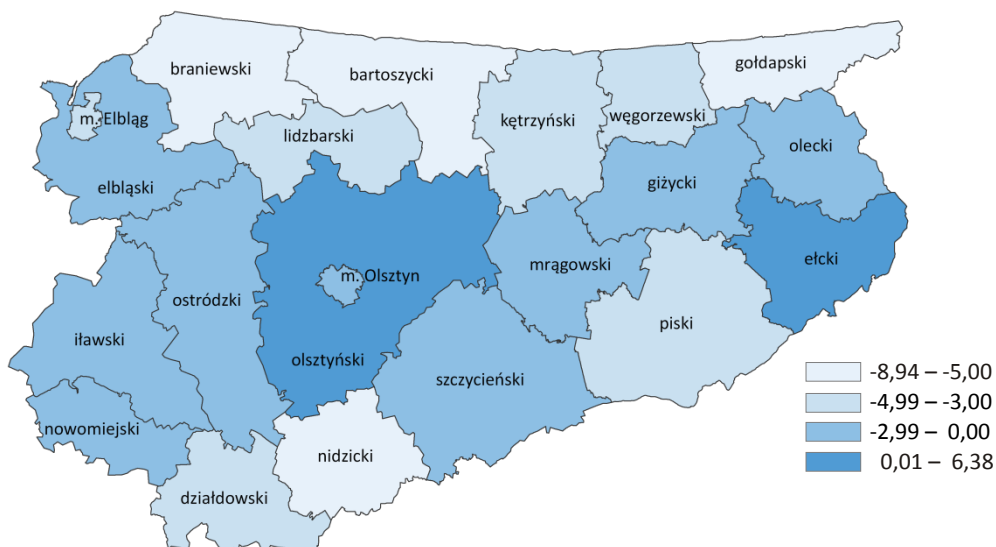 gołdapski
braniewski
bartoszycki
m. Elbląg
kętrzyński
węgorzewski
lidzbarski
olecki
elbląski
giżycki
ełcki
mrągowski
m. Olsztyn
ostródzki
piski
iławski
olsztyński
szczycieński
nowomiejski
nidzicki
działdowski
-8,94 – -5,00
-4,99 – -3,00
-2,99 – 0,00
0,01 – 6,38